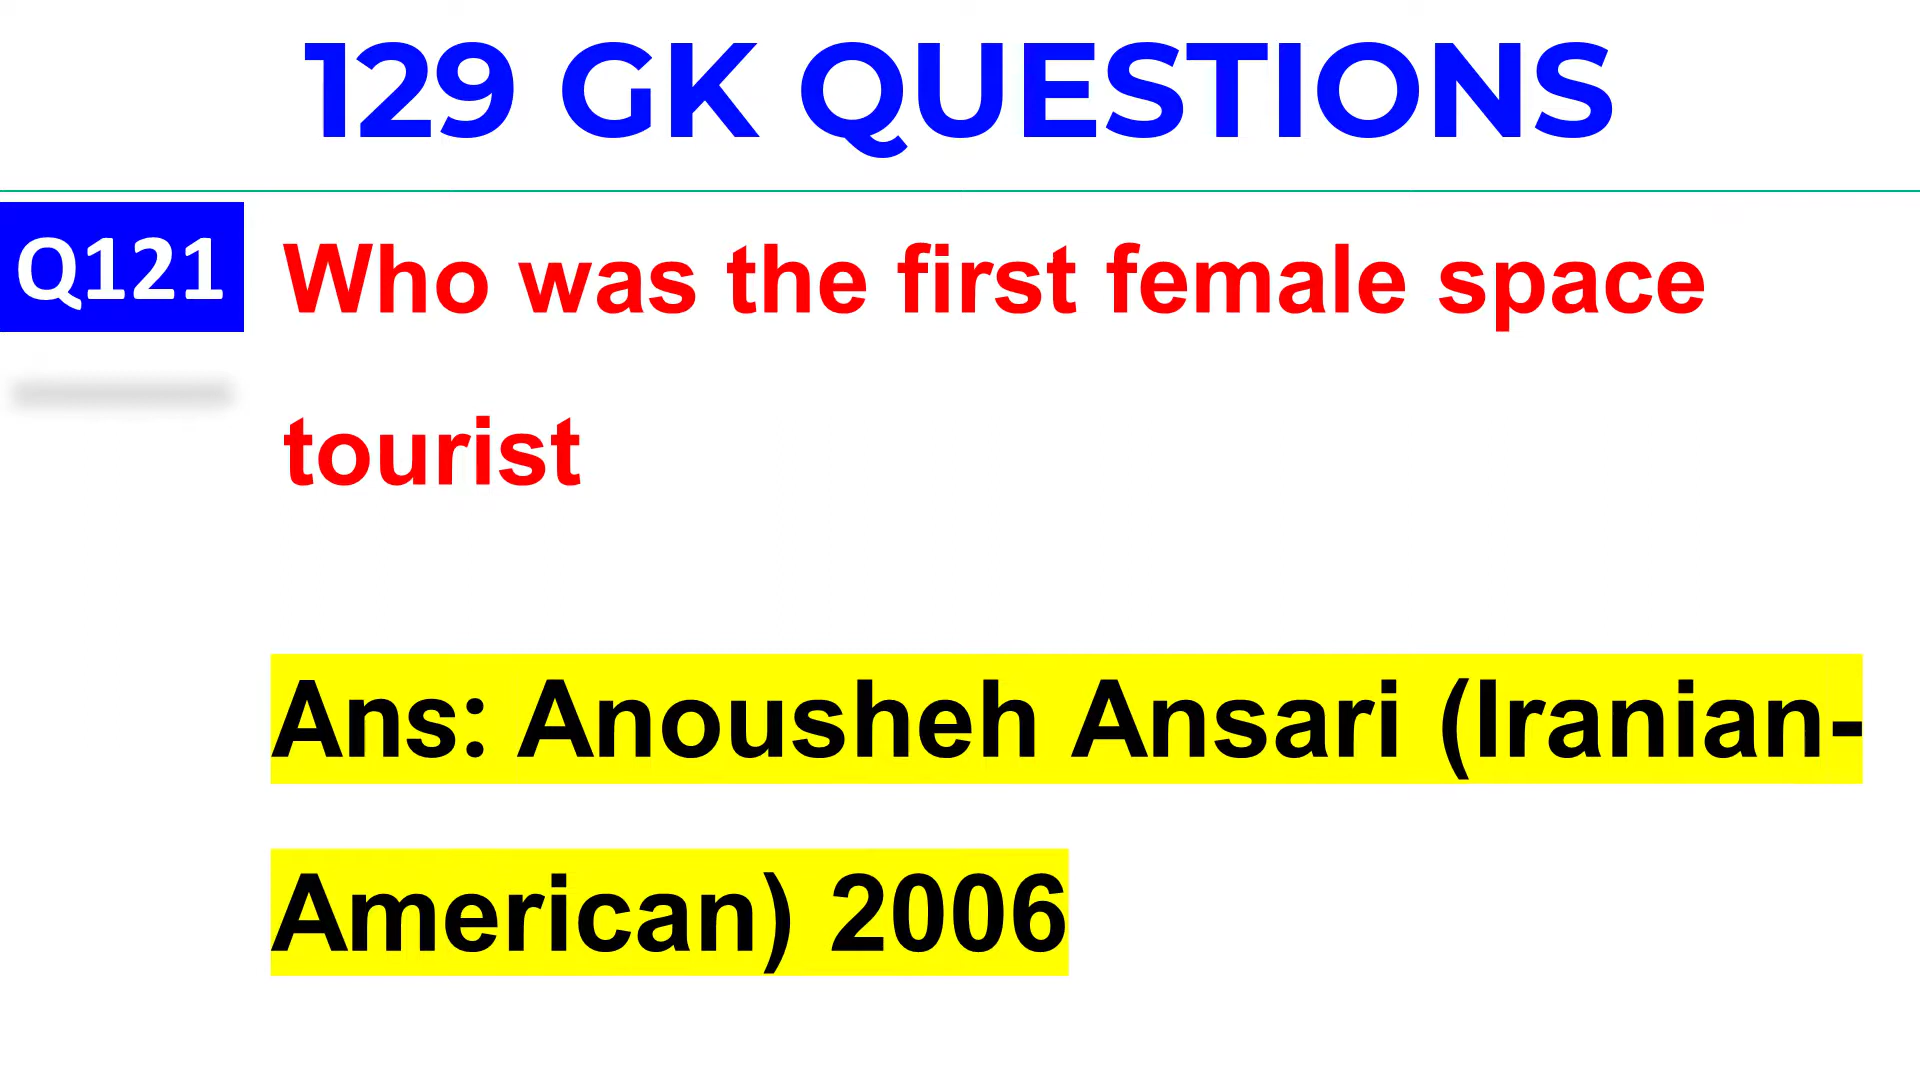 129 GK QUESTIONS
Q121
Who was the first female space
tourist
Ans: Anousheh Ansari (Iranian-
American) 2006